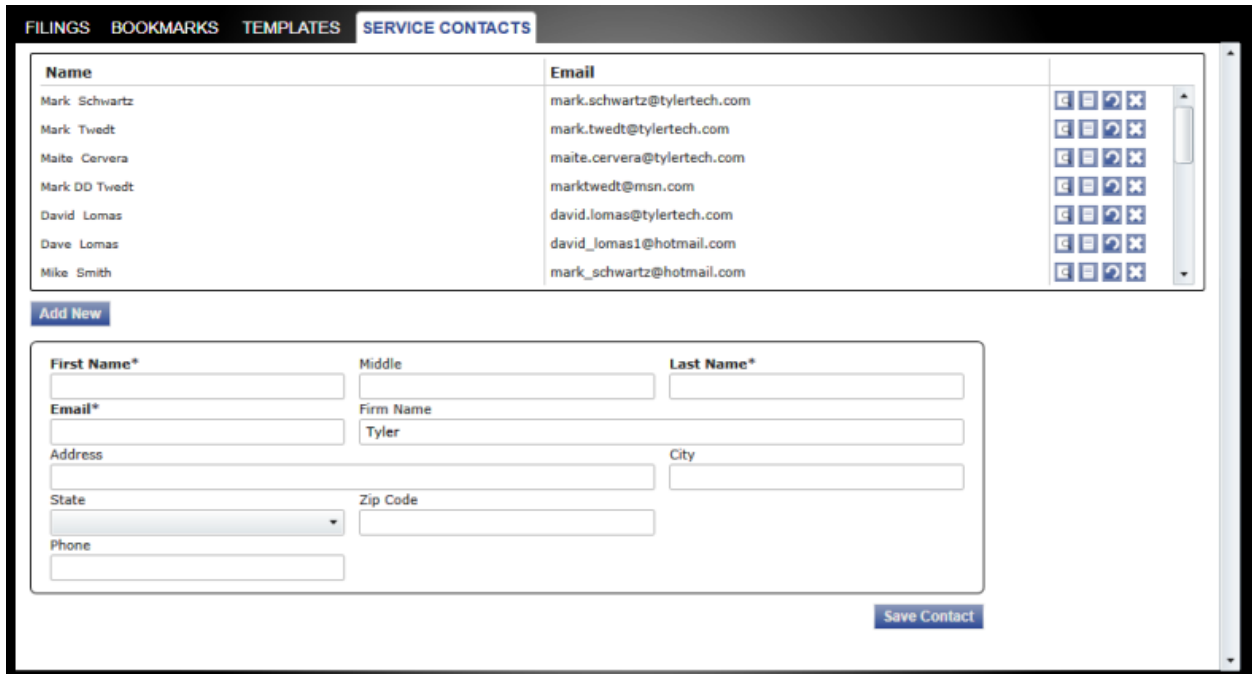 FILINGS BOOKMARKS TEMPLATES SERVICE CONTACTS
Name Email
Mark Schwartz mark.schwartz@tylertech.com
Mark Twedt mark.twedt@tylertech.com
Maite Cervera maite.cervera@tylertech.com
Mark DD Twedt marktwedt@msn.com
David Lomas david.lomas@tylertech.com
Dave Lomas david_lomas1@hotmail.com
Mike Smith mark_schwartz@hotmail.com
Add New
First Name* Middle Last Name*
Email* Firm Name
Tyler
Address City
State Zip Code
Phone
Save Contact